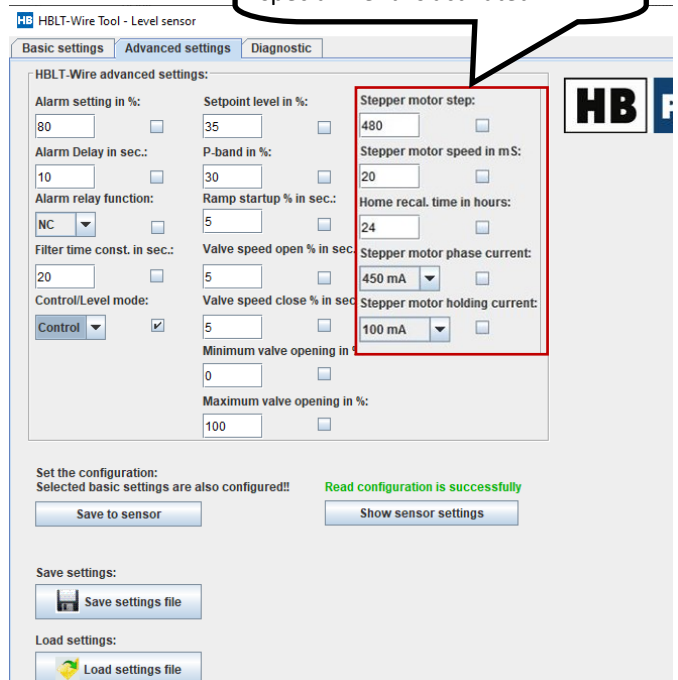 HB HBLT-Wire Tool - Level sensor
Basic settings Advanced settings Diagnostic
HBLT-Wire advanced settings:
Alarm setting in %:
80
Alarm Delay in sec.:
10
Alarm relay function:
NC
Filter time const. in sec.:
20
Control/Level mode:
Control
Setpoint level in %:
35
P-band in %:
30
Ramp startup % in sec.:
5
Valve speed open % in sec.
5
Valve speed close % in sec
5
Minimum valve opening in
0
Maximum valve opening in %:
100
Stepper motor step:
480
Stepper motor speed in mS:
20
Home recal. time in hours:
24
Stepper motor phase current:
450 mA
Stepper motor holding current:
100 mA
HB
Set the configuration:
Selected basic settings are also configured!!
Save to sensor
Read configuration is successfully
Show sensor settings
Save settings:
Save settings file
Load settings:
Load settings file